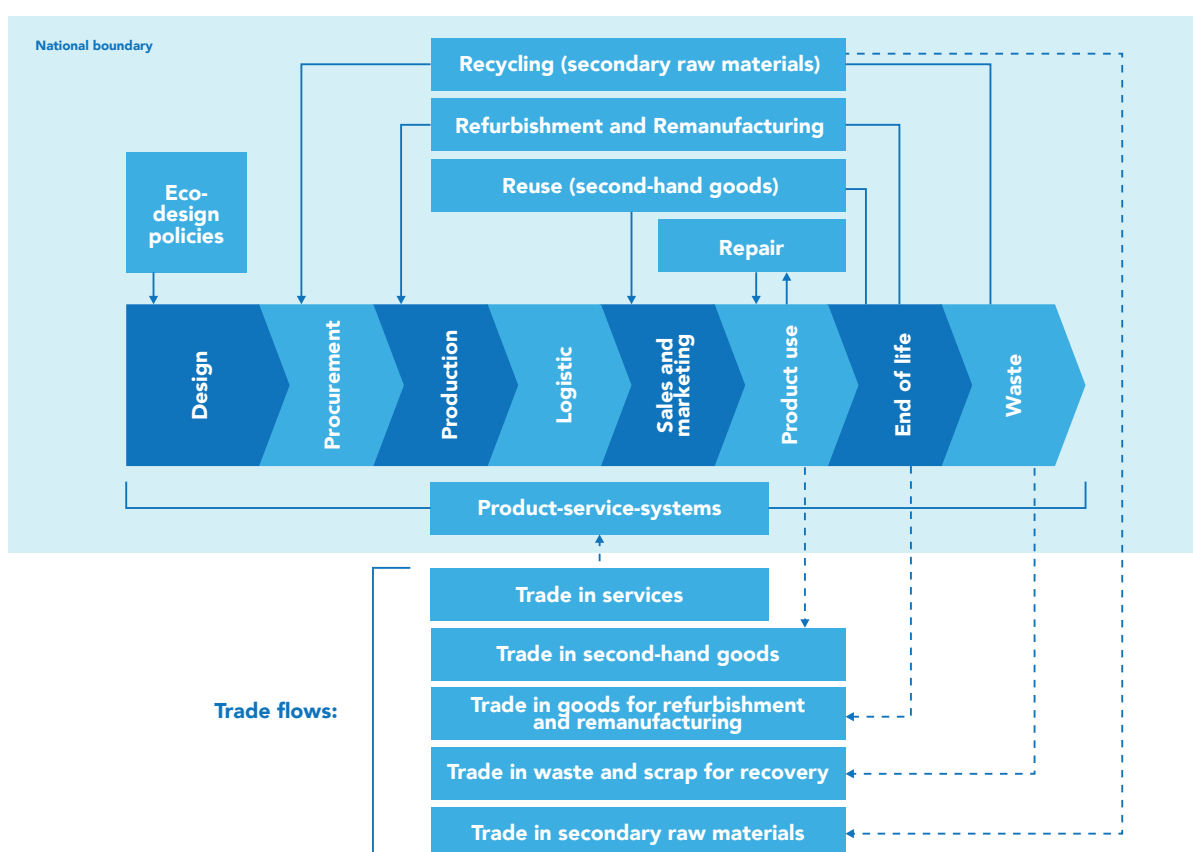 National boundary
Recycling (secondary raw materials)
Refurbishment and Remanufacturing
Reuse (second-hand goods)
Eco-
design
policies
Repair
Design
Procurement
Production
Logistic
Sales and
marketing
Product use
End of life
Waste
Product-service-systems
Trade in services
Trade in second-hand goods
Trade flows:
Trade in goods for refurbishment
and remanufacturing
Trade in waste and scrap for recovery
Trade in secondary raw materials